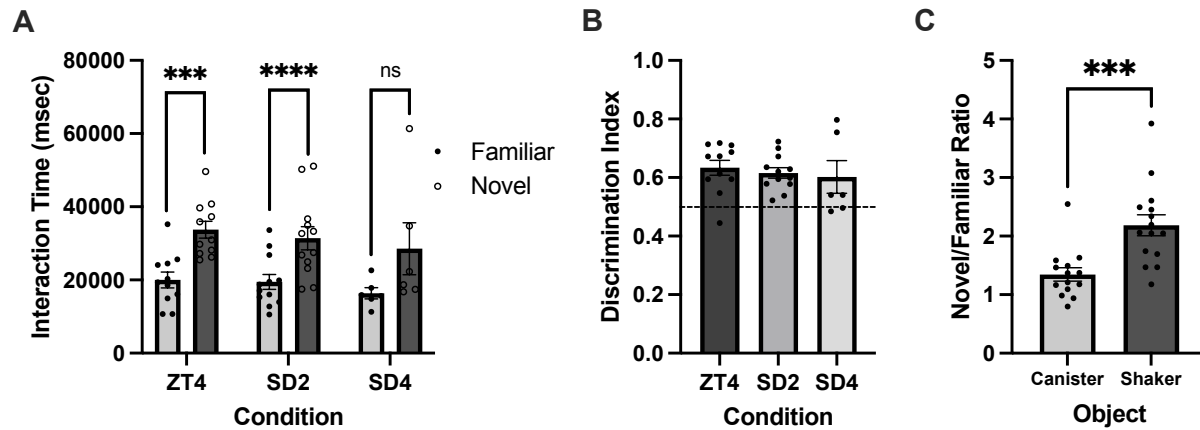 A
Interaction Time (msec)
80000
60000
40000
20000
0
***
****
ns
Familiar
Novel
ZT4 SD2 SD4
Condition
B
Discrimination Index
1.0
0.8
0.6
0.4
0.2
0.0
ZT4 SD2 SD4
Condition
C
Novel/Familiar Ratio
5
4
3
2
1
0
***
Canister Shaker
Object